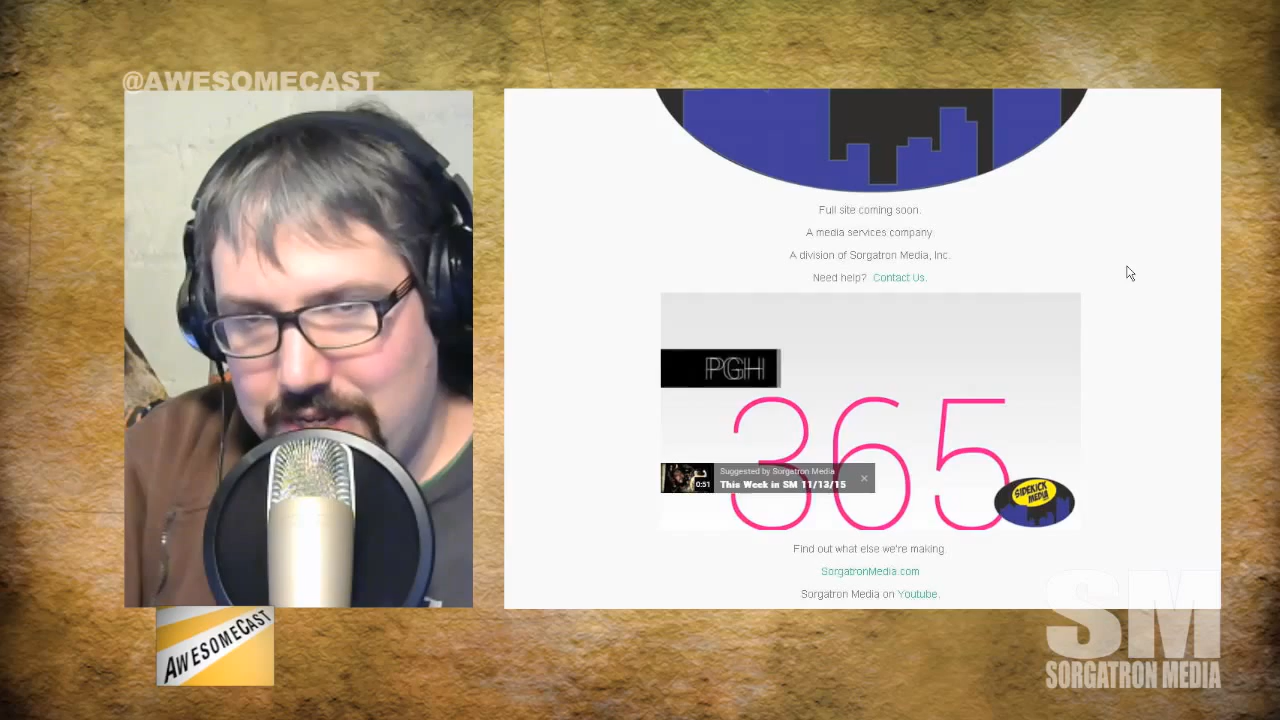 @AWESOMECAST
Full site coming soon.
A media services company.
A division of Sorgatron Media, Inc.
Need help? Contact Us.
PGH
365
Suggested by Sorgatron Media
This Week in SM 11/13/15
0:51
SIDEKICK
MEDIA
Find out what else we're making.
SorgatronMedia.com
Sorgatron Media on Youtube.
AWESOMECAST
SM
SORGATRON MEDIA